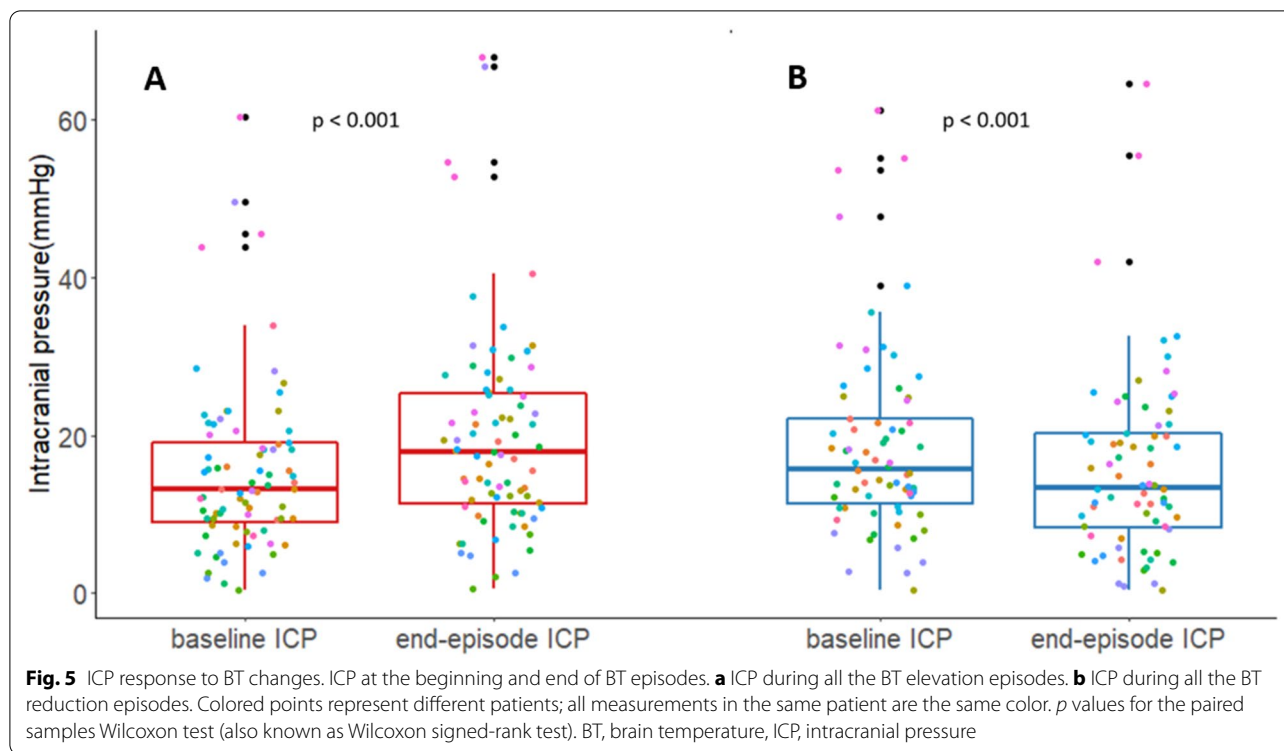 A
B
p < 0.001
p < 0.001
Intracranial pressure(mmHg)
60
40
20
0
baseline ICP
end-episode ICP
baseline ICP
end-episode ICP
Fig. 5 ICP response to BT changes. ICP at the beginning and end of BT episodes. a ICP during all the BT elevation episodes. b ICP during all the BT
reduction episodes. Colored points represent different patients; all measurements in the same patient are the same color. p values for the paired
samples Wilcoxon test (also known as Wilcoxon signed-rank test). BT, brain temperature, ICP, intracranial pressure